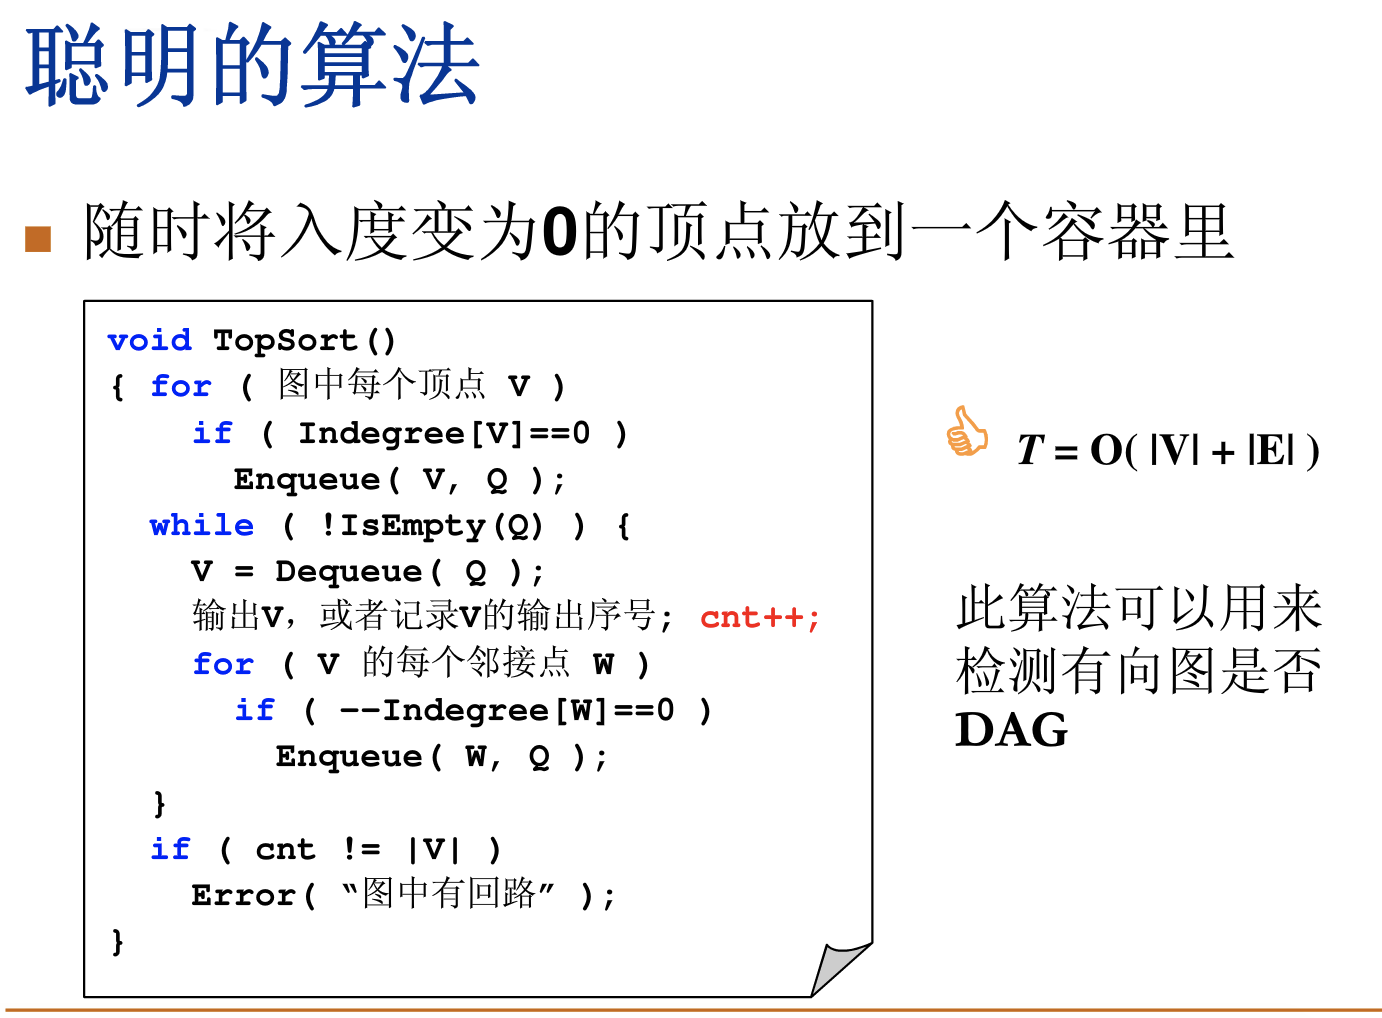 聪明的算法
随时将入度变为0的顶点放到一个容器里
void TopSort()
{ for ( 图中每个顶点 V )
if ( Indegree[V]==0 )
Enqueue( V, Q );
while ( !IsEmpty(Q) ) {
V = Dequeue( Q );
输出V，或者记录V的输出序号; cnt++;
for ( V 的每个邻接点 W )
if ( --Indegree[W]==0 )
Enqueue( W, Q );
}
if ( cnt != |V| )
Error( “图中有回路” );
}
T = O( |V| + |E| )
此算法可以用来
检测有向图是否
DAG